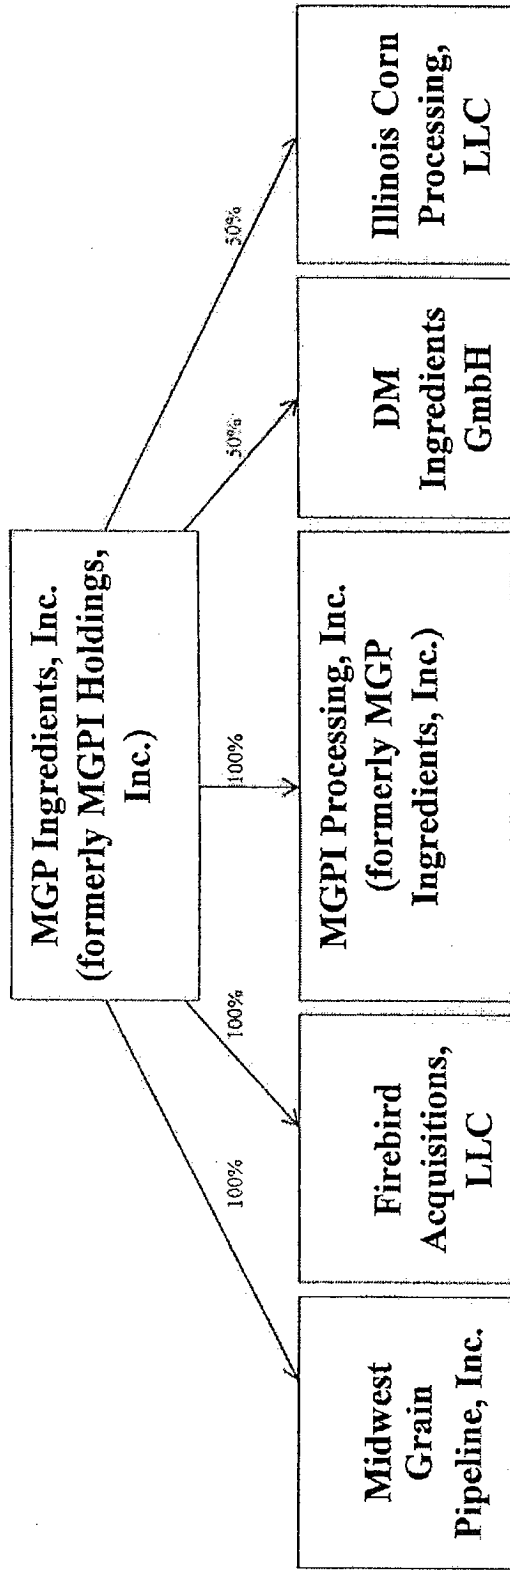 MGP Ingredients, Inc.
(formerly MGPI Holdings,
Inc.)
100%
100%
100%
50%
50%
Midwest
Grain
Pipeline, Inc.
Firebird
Acquisitions,
LLC
MGPI Processing, Inc.
(formerly MGP
Ingredients, Inc.)
DM
Ingredients
GmbH
Illinois Corn
Processing,
LLC